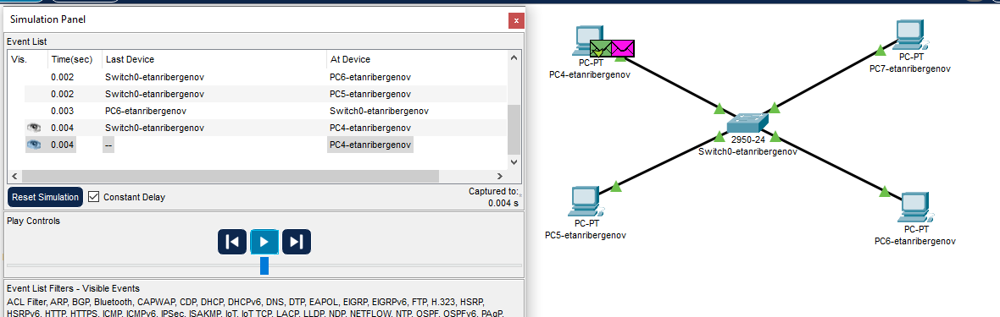 Simulation Panel
x
Event List
Vis. Time(sec) Last Device At Device
0.002 Switch0-etanribergenov PC6-etanribergenov
0.002 Switch0-etanribergenov PC5-etanribergenov
0.003 PC6-etanribergenov Switch0-etanribergenov
0.004 Switch0-etanribergenov PC4-etanribergenov
0.004 -- PC4-etanribergenov
Reset Simulation Constant Delay
Captured to:
0.004 s
Play Controls
Event List Filters - Visible Events
ACL Filter, ARP, BGP, Bluetooth, CAPWAP, CDP, DHCP, DHCPv6, DNS, DTP, EAPOL, EIGRP, EIGRPv6, FTP, H.323, HSRP,
HSRPv6, HTTP, HTTPS, ICMP, ICMPv6, IPSec, ISAKMP, IoT, IoT TCP, LACP, LLDP, NDP, NETFLOW, NTP, OSPF, OSPFv6, PAgP,
PC-PT
PC4-etanribergenov
PC-PT
PC7-etanribergenov
2950-24
Switch0-etanribergenov
PC-PT
PC5-etanribergenov
PC-PT
PC6-etanribergenov